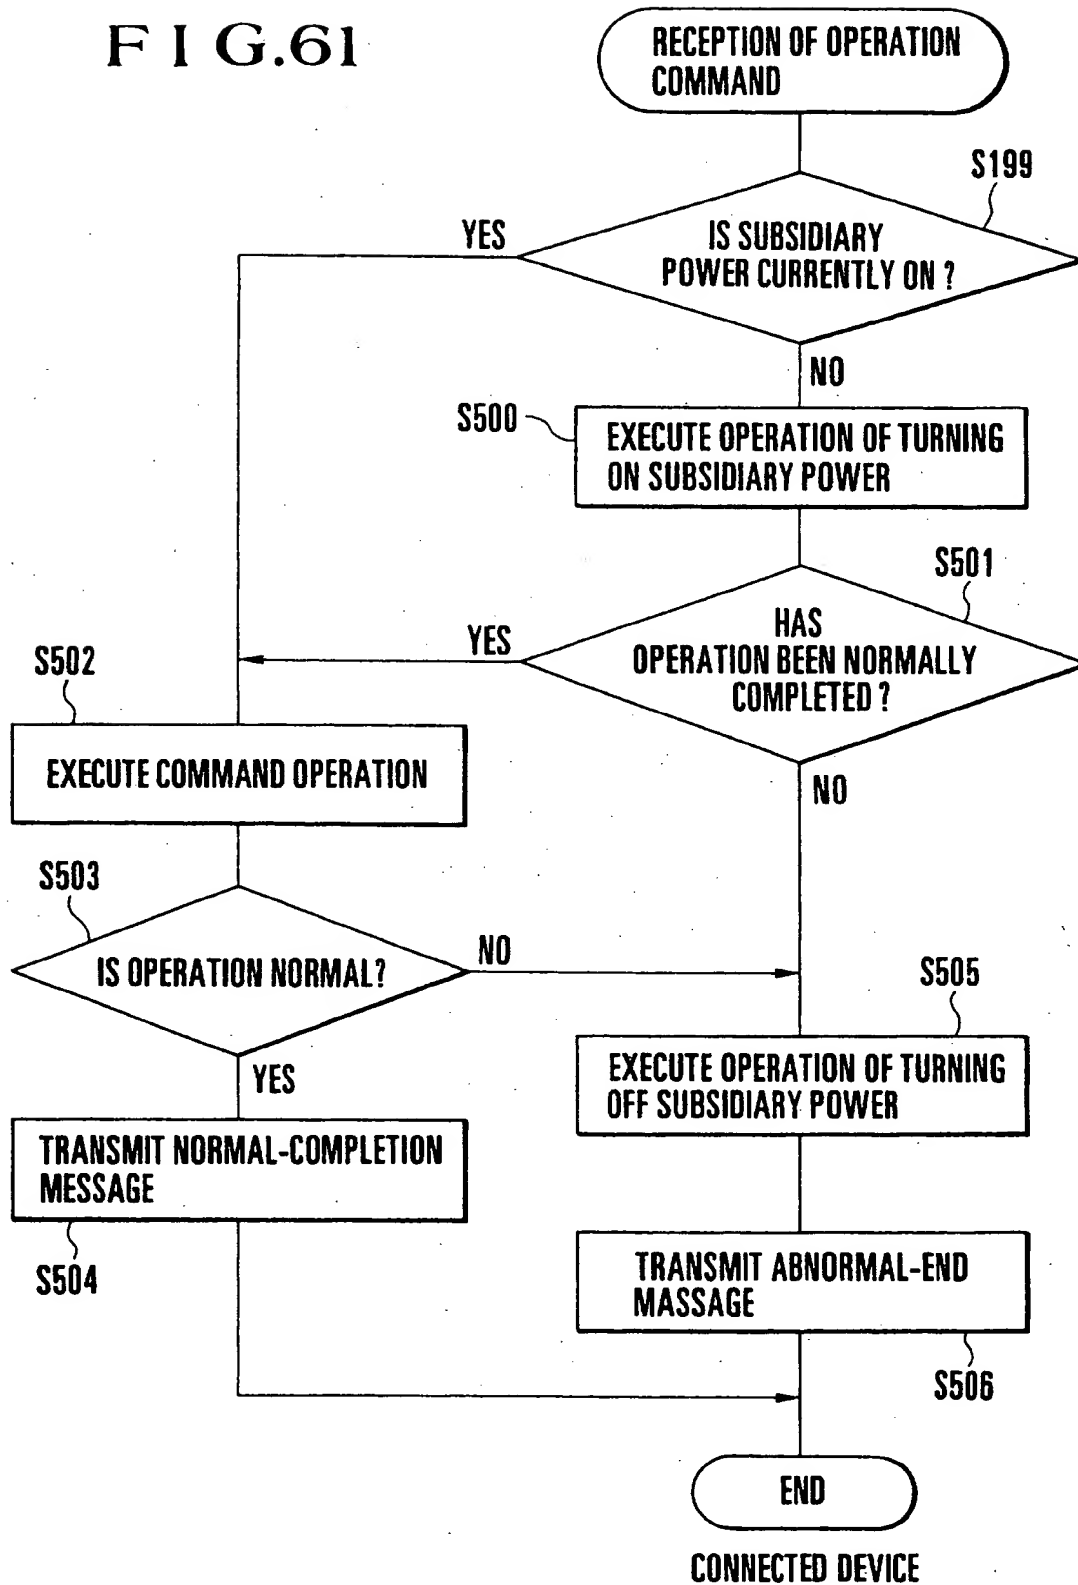 FIG.61
RECEPTION OF OPERATION
COMMAND
S199
IS SUBSIDIARY
POWER CURRENTLY ON ?
YES
NO
S500
EXECUTE OPERATION OF TURNING
ON SUBSIDIARY POWER
S501
HAS
OPERATION BEEN NORMALLY
COMPLETED ?
YES
NO
S502
EXECUTE COMMAND OPERATION
S503
IS OPERATION NORMAL?
NO
YES
S505
EXECUTE OPERATION OF TURNING
OFF SUBSIDIARY POWER
TRANSMIT NORMAL-COMPLETION
MESSAGE
S504
TRANSMIT ABNORMAL-END
MASSAGE
S506
END
CONNECTED DEVICE